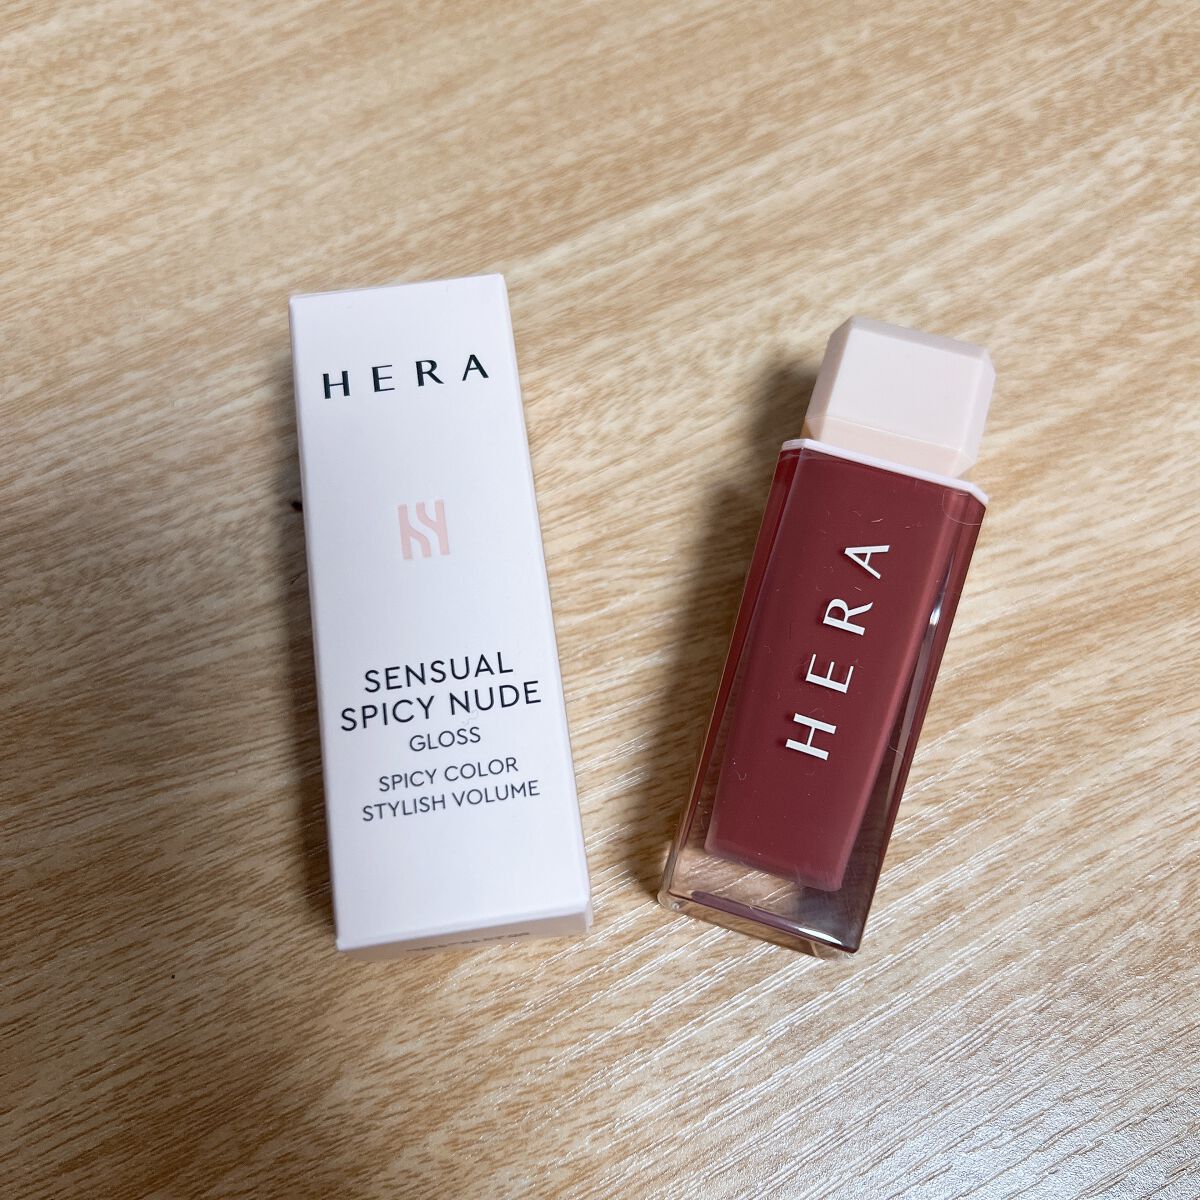 HERA
SENSUAL
SPICY NUDE
GLOSS
SPICY COLOR
STYLISH VOLUME
HERA